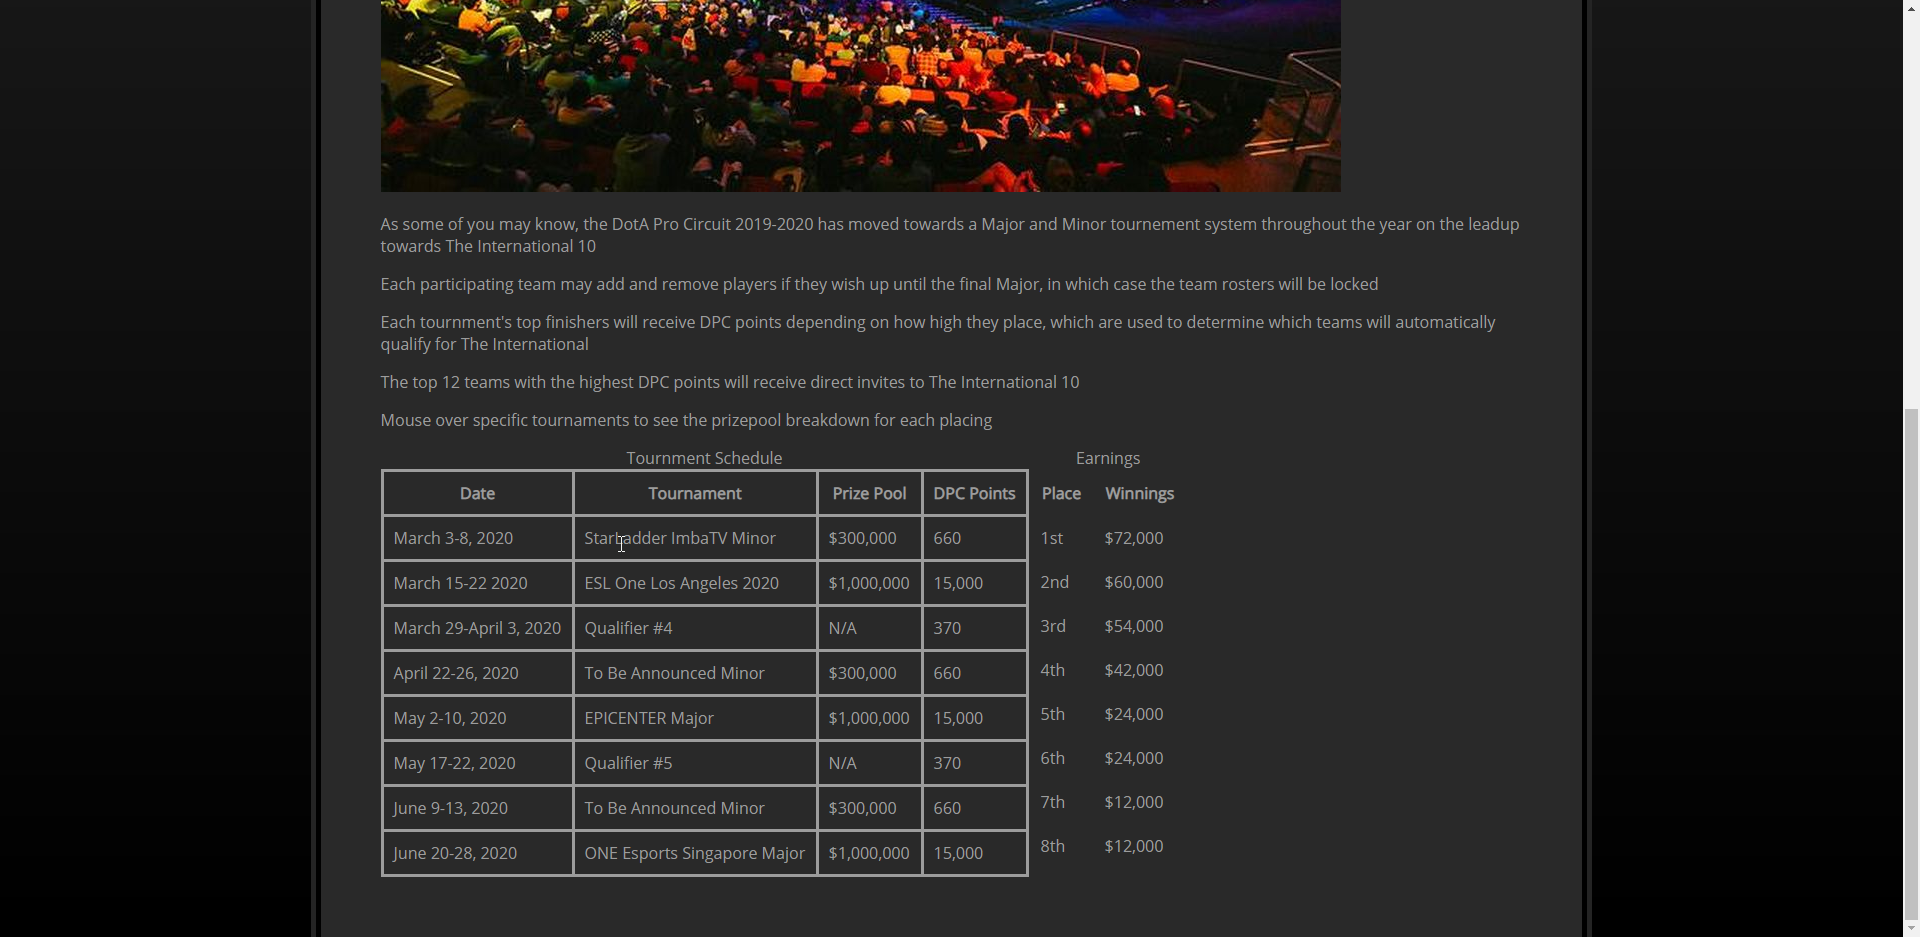 As some of you may know, the DotA Pro Circuit 2019-2020 has moved towards a Major and Minor tournement system throughout the year on the leadup
towards The International 10
Each participating team may add and remove players if they wish up until the final Major, in which case the team rosters will be locked
Each tournment's top finishers will receive DPC points depending on how high they place, which are used to determine which teams will automatically
qualify for The International
The top 12 teams with the highest DPC points will receive direct invites to The International 10
Mouse over specific tournaments to see the prizepool breakdown for each placing
Tournment Schedule
Date Tournament Prize Pool DPC Points
March 3-8, 2020 StarLadder ImbaTV Minor $300,000 660
March 15-22 2020 ESL One Los Angeles 2020 $1,000,000 15,000
March 29-April 3, 2020 Qualifier #4 N/A 370
April 22-26, 2020 To Be Announced Minor $300,000 660
May 2-10, 2020 EPICENTER Major $1,000,000 15,000
May 17-22, 2020 Qualifier #5 N/A 370
June 9-13, 2020 To Be Announced Minor $300,000 660
June 20-28, 2020 ONE Esports Singapore Major $1,000,000 15,000
Earnings
Place Winnings
1st $72,000
2nd $60,000
3rd $54,000
4th $42,000
5th $24,000
6th $24,000
7th $12,000
8th $12,000